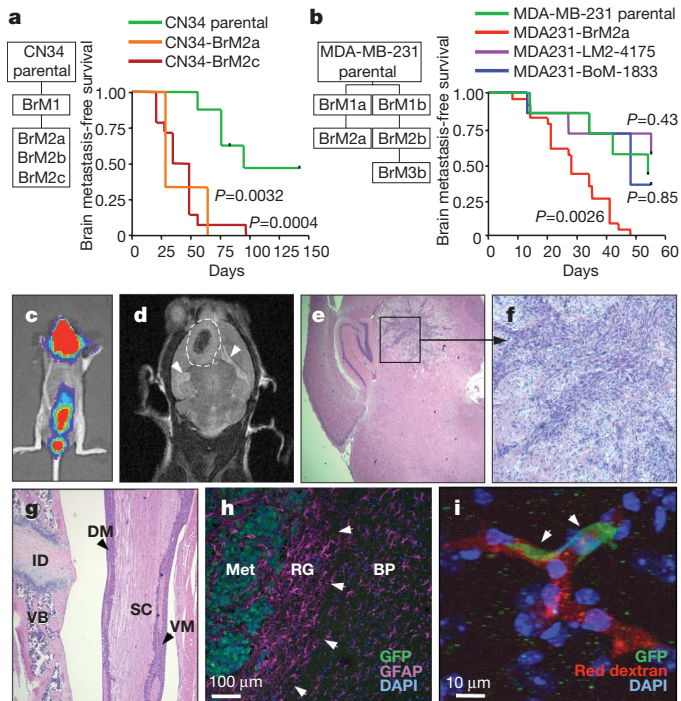 a
CN34
parental
BrM1
BrM2a
BrM2b
BrM2c
CN34 parental
CN34-BrM2a
CN34-BrM2c
Brain metastasis-free survival
1.00
0.75
0.50
0.25
0
0
25
50
75
100
125
150
Days
P=0.0032
P=0.0004
b
MDA-MB-231
parental
BrM1a
BrM1b
BrM2a
BrM2b
BrM3b
MDA-MB-231 parental
MDA231-BrM2a
MDA231-LM2-4175
MDA231-BoM-1833
Brain metastasis-free survival
1.00
0.75
0.50
0.25
0
0
10
20
30
40
50
60
Days
P=0.43
P=0.85
P=0.0026
c
d
e
f
g
DM
ID
SC
VB
VM
h
Met
RG
BP
GFP
GFAP
DAPI
100 µm
i
GFP
Red dextran
DAPI
10 µm